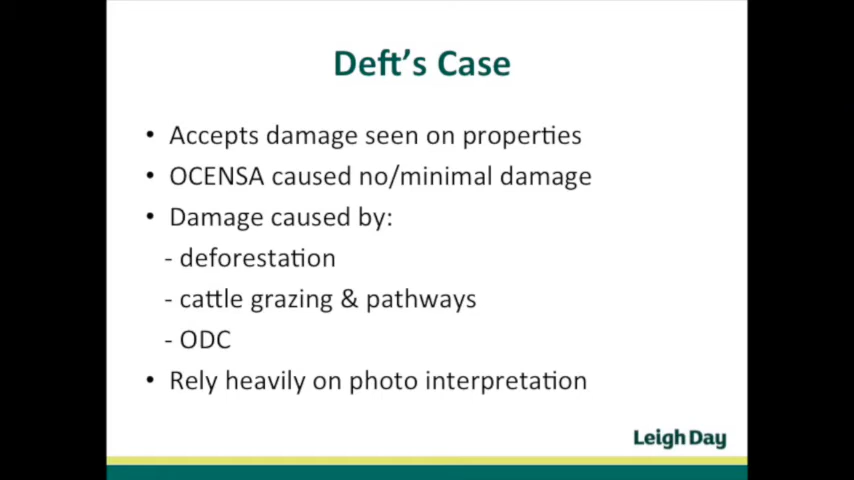 Deft's Case
• Accepts damage seen on properties
• OCENSA caused no/minimal damage
• Damage caused by:
- deforestation
- cattle grazing & pathways
- ODC
• Rely heavily on photo interpretation
Leigh Day